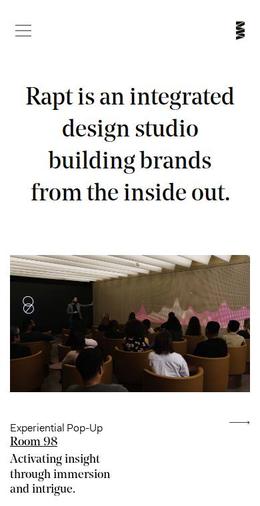 Rapt is an integrated
design studio
building brands
from the inside out.
Experiential Pop-Up
Room 98
Activating insight
through immersion
and intrigue.